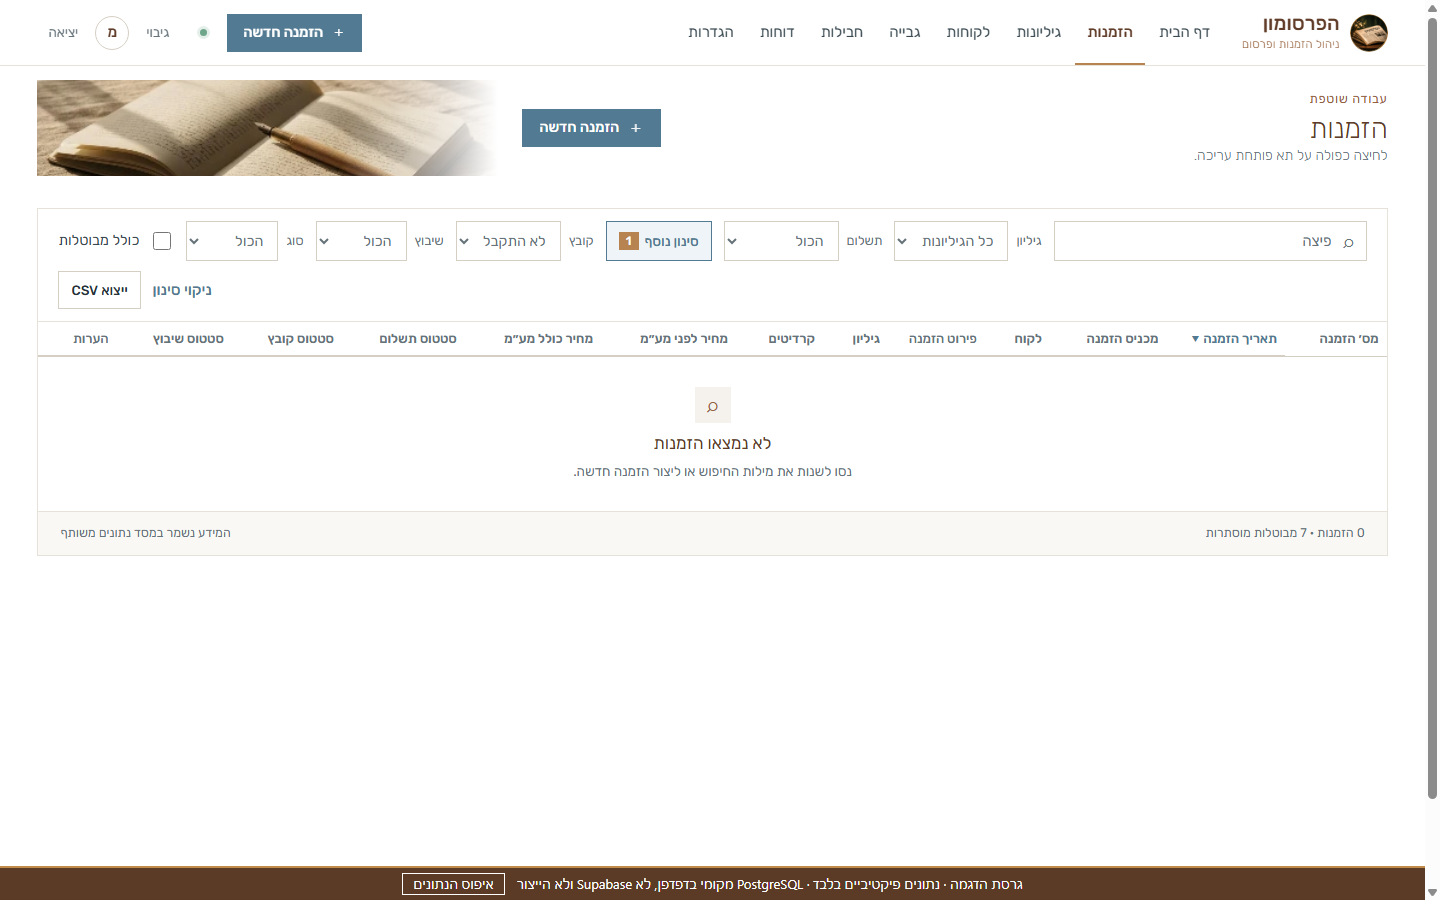 הפרסומון
ניהול הזמנות ופרסום
דף הבית
הזמנות
גיליונות
לקוחות
גבייה
חבילות
דוחות
הגדרות
+ הזמנה חדשה
גיבוי
מ
יציאה
עבודה שוטפת
הזמנות
לחיצה כפולה על תא פותחת עריכה.
+ הזמנה חדשה
פיצה
גיליון
כל הגיליונות
תשלום
הכול
סינון נוסף 1
קובץ
לא התקבל
שיבוץ
הכול
סוג
הכול
כולל מבוטלות
ניקוי סינון
ייצוא CSV
מס׳ הזמנה
תאריך הזמנה ▼
מכניס הזמנה
לקוח
פירוט הזמנה
גיליון
קרדיטים
מחיר לפני מע״מ
מחיר כולל מע״מ
סטטוס תשלום
סטטוס קובץ
סטטוס שיבוץ
הערות
לא נמצאו הזמנות
נסו לשנות את מילות החיפוש או ליצור הזמנה חדשה.
0 הזמנות · 7 מבוטלות מוסתרות
המידע נשמר במסד נתונים משותף
גרסת הדגמה · נתונים פיקטיביים בלבד · PostgreSQL מקומי בדפדפן, לא Supabase ולא הייצור
איפוס הנתונים